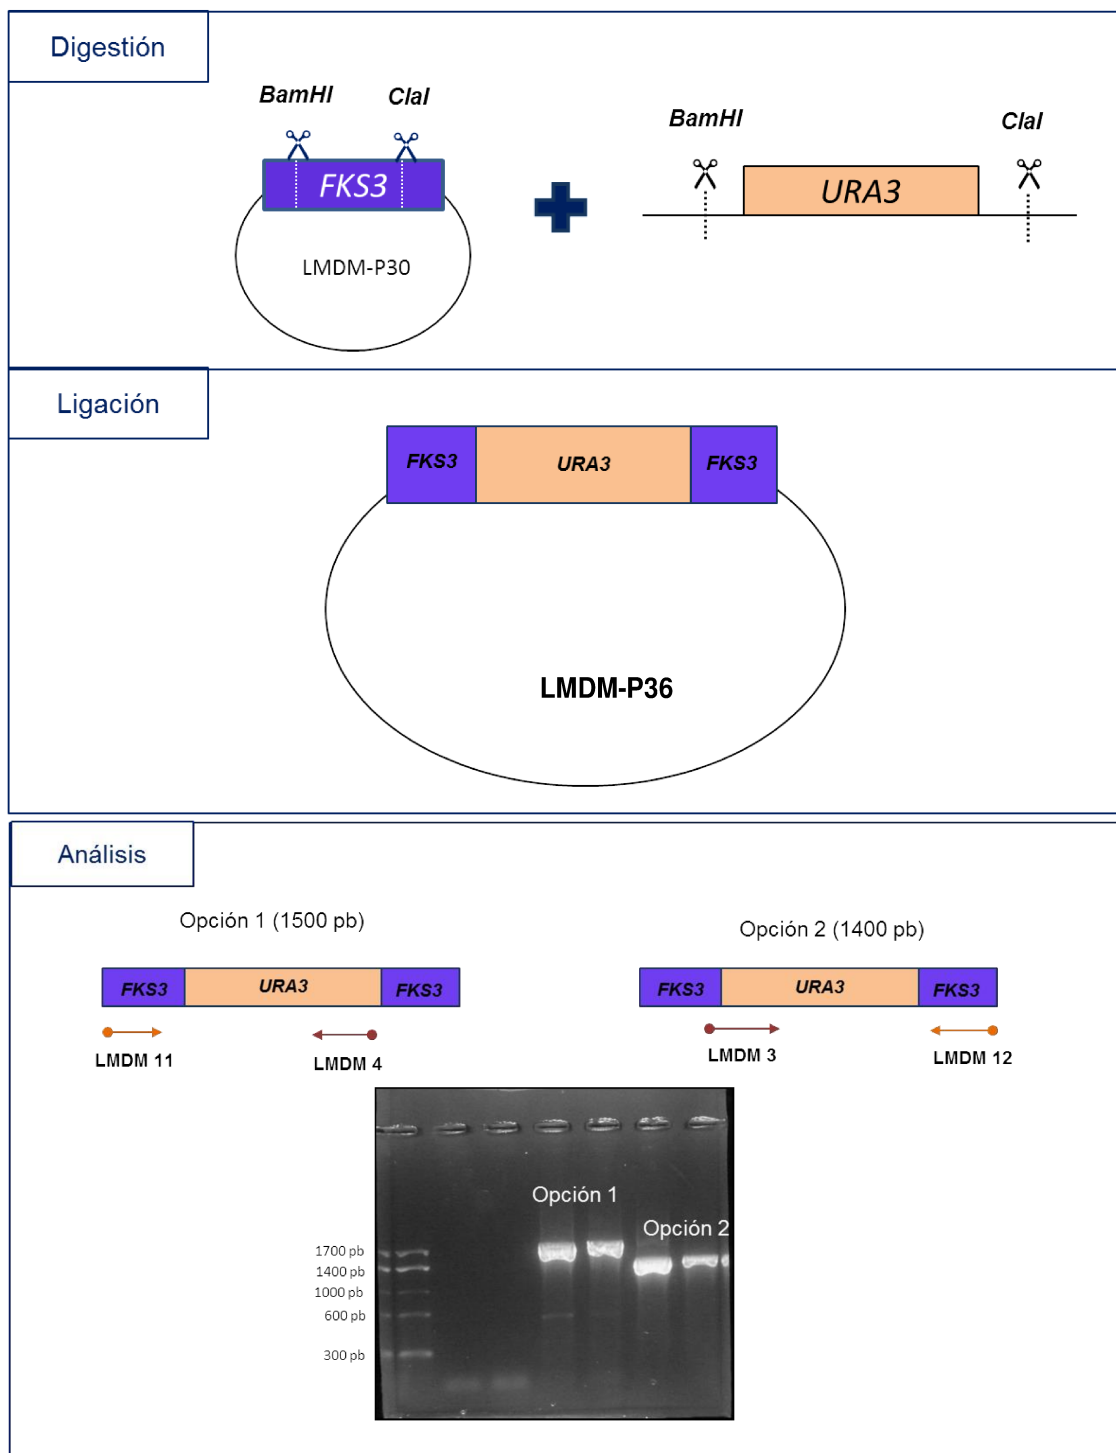 Digestión
BamHI
ClaI
FKS3
LMDM-P30
BamHI
ClaI
URA3
Ligación
FKS3
URA3
FKS3
LMDM-P36
Análisis
Opción 1 (1500 pb)
FKS3
URA3
FKS3
LMDM 11
LMDM 4
Opción 2 (1400 pb)
FKS3
URA3
FKS3
LMDM 3
LMDM 12
Opción 1
Opción 2
1700 pb
1400 pb
1000 pb
600 pb
300 pb